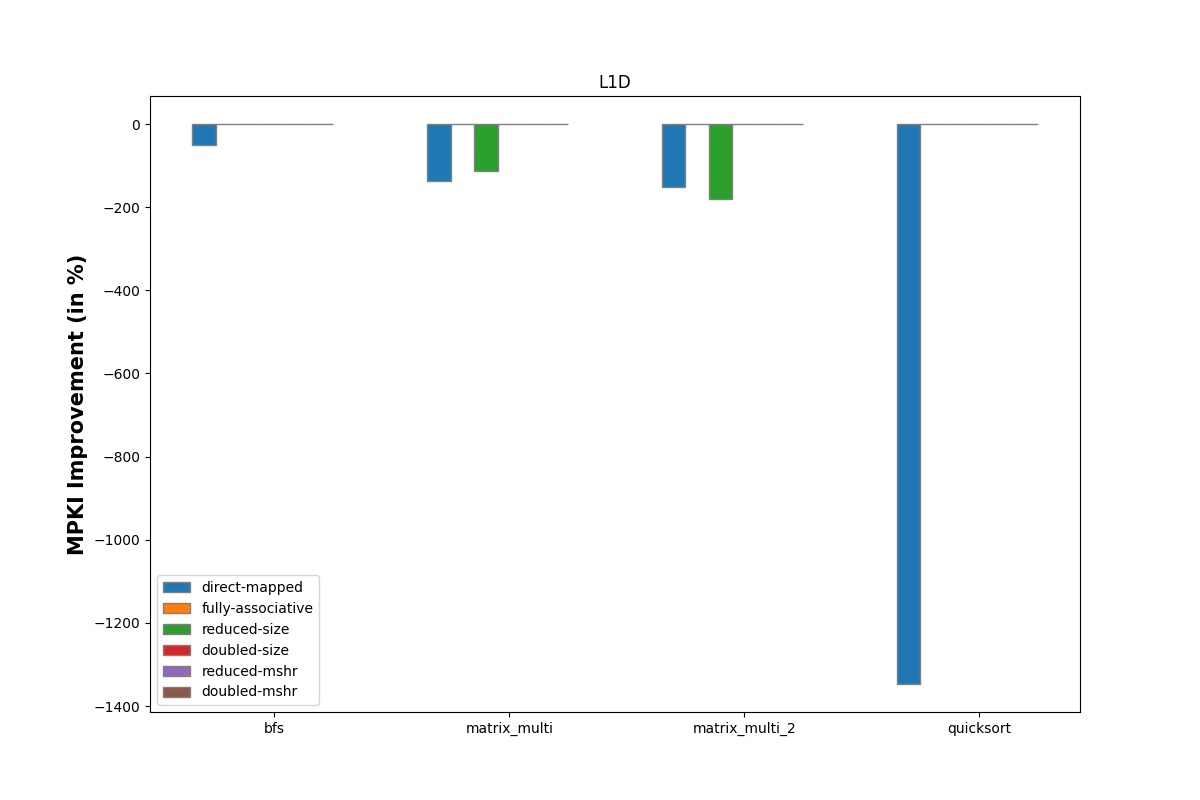 L1D
MPKI Improvement (in %)
0
−200
−400
−600
−800
−1000
−1200
−1400
direct-mapped
fully-associative
reduced-size
doubled-size
reduced-mshr
doubled-mshr
bfs
matrix_multi
matrix_multi_2
quicksort